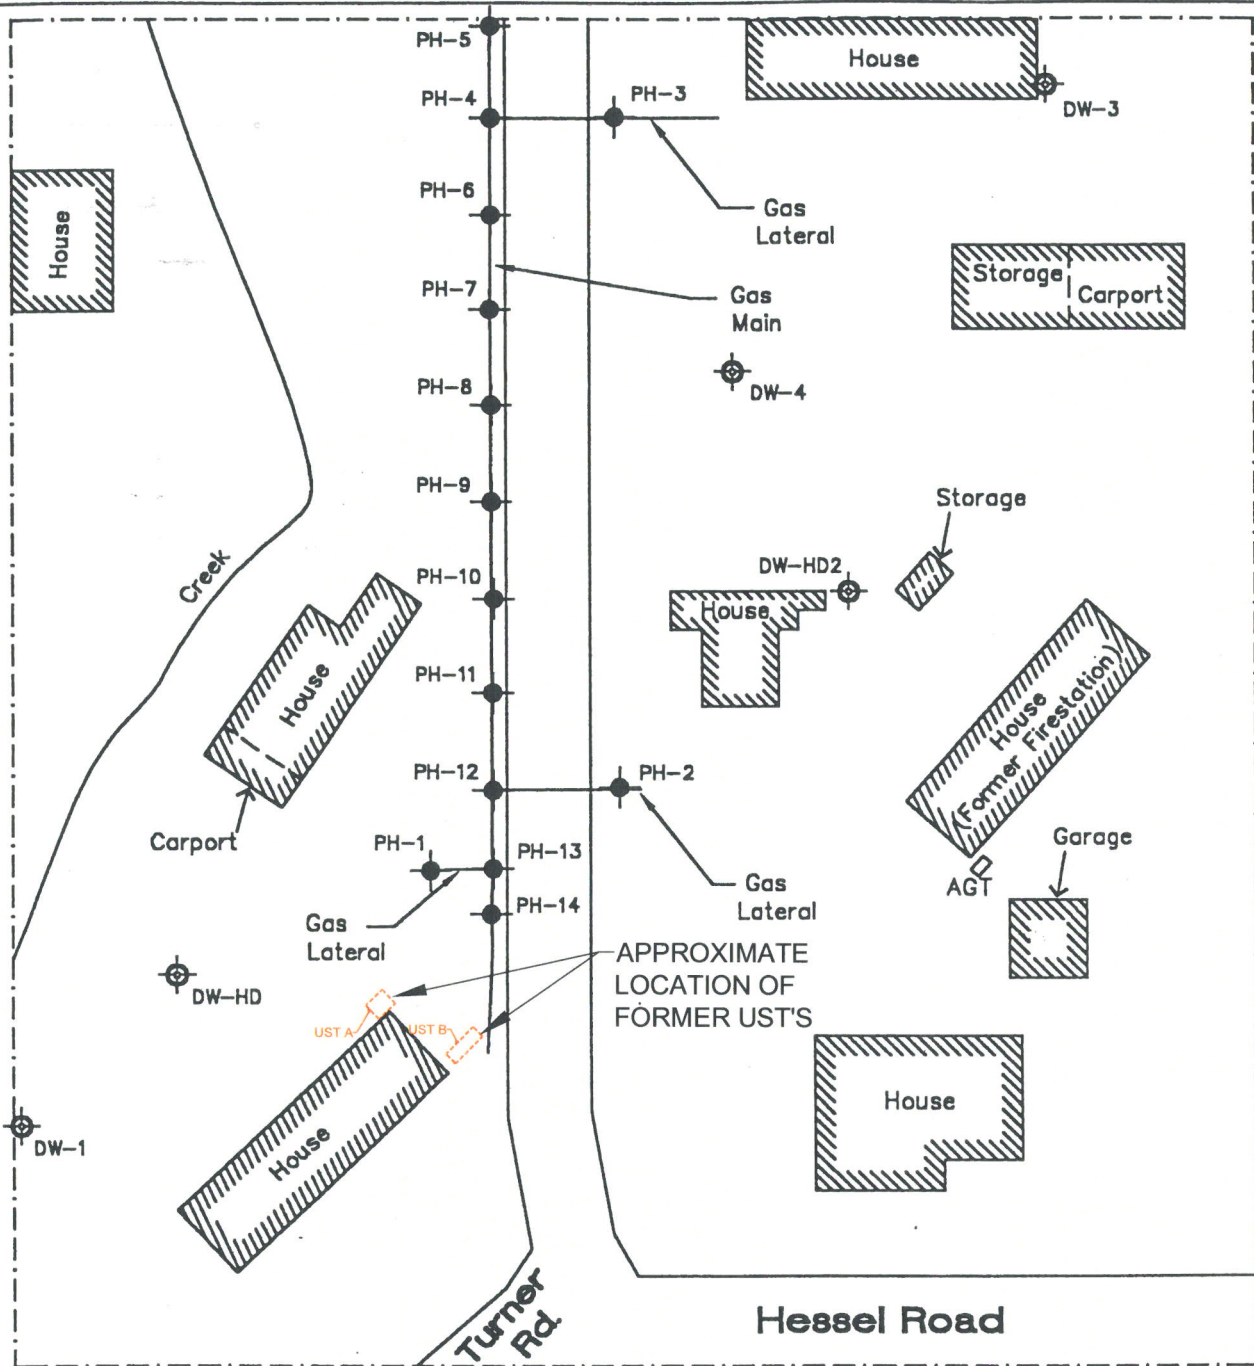 PH-5
House
PH-4
PH-3
DW-3
PH-6
Gas
Lateral
House
Storage
Carport
PH-7
Gas
Main
PH-8
DW-4
PH-9
Storage
Creek
PH-10
DW-HD2
House
House
PH-11
House
(Former Firestation)
PH-12
PH-2
Carport
PH-1
PH-13
Garage
AGT
Gas
Lateral
PH-14
Gas
Lateral
APPROXIMATE
LOCATION OF
FORMER UST'S
DW-HD
UST A
UST B
House
DW-1
House
Turner
Rd.
Hessel Road